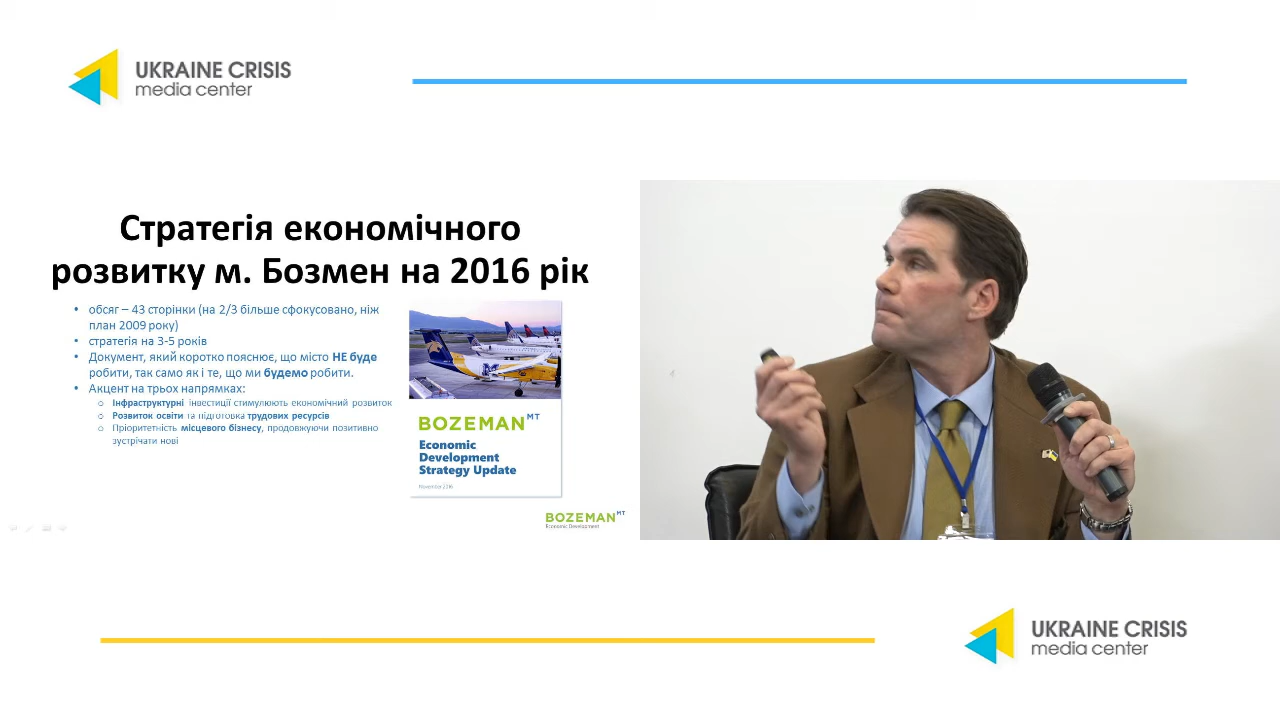 UKRAINE CRISIS
media center
Стратегія економічного
розвитку м. Бозмен на 2016 рік
• обсяг – 43 сторінки (на 2/3 більше сфокусовано, ніж
план 2009 року)
• стратегія на 3-5 років
• Документ, який коротко пояснює, що місто НЕ буде
робити, так само як і те, що ми будемо робити.
• Акцент на трьох напрямках:
o Інфраструктурні інвестиції стимулюють економічний розвиток
o Розвиток освіти та підготовка трудових ресурсів
o Пріоритетність місцевого бізнесу, продовжуючи позитивно
зустрічати нові
BOZEMAN MT
Economic
Development
Strategy Update
November 2016
BOZEMAN MT
Economic Development
UKRAINE CRISIS
media center